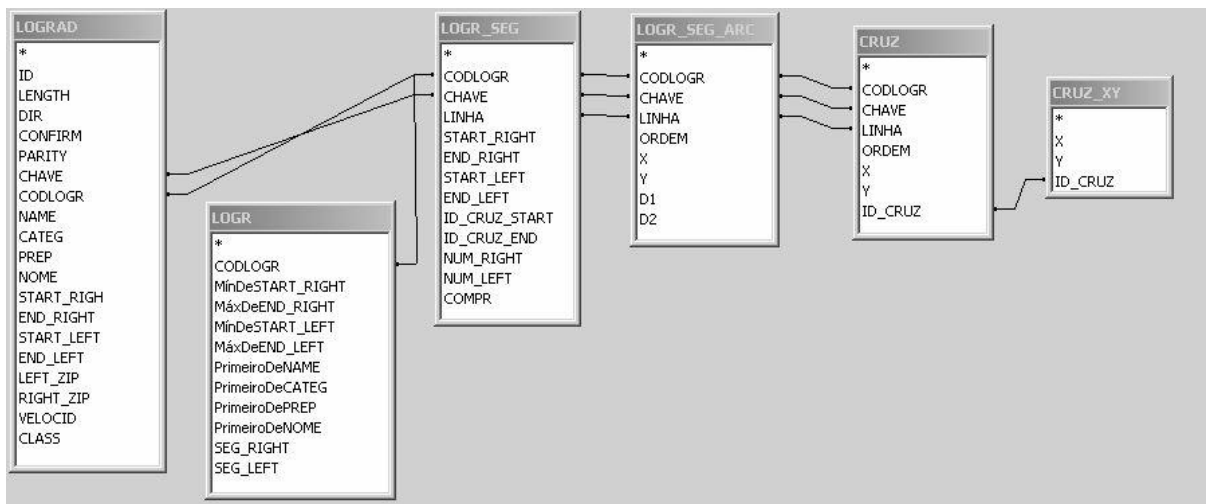 LOGRAD
*
ID
LENGTH
DIR
CONFIRM
PARITY
CHAVE
CODLOGR
NAME
CATEG
PREP
NOME
START_RIGH
END_RIGHT
START_LEFT
END_LEFT
LEFT_ZIP
RIGHT_ZIP
VELOCID
CLASS
LOGR
*
CODLOGR
MínDeSTART_RIGHT
MáxDeEND_RIGHT
MínDeSTART_LEFT
MáxDeEND_LEFT
PrimeiroDeNAME
PrimeiroDeCATEG
PrimeiroDePREP
PrimeiroDeNOME
SEG_RIGHT
SEG_LEFT
LOGR_SEG
*
CODLOGR
CHAVE
LINHA
START_RIGHT
END_RIGHT
START_LEFT
END_LEFT
ID_CRUZ_START
ID_CRUZ_END
NUM_RIGHT
NUM_LEFT
COMPR
LOGR_SEG_ARC
*
CODLOGR
CHAVE
LINHA
ORDEM
X
Y
D1
D2
CRUZ
*
CODLOGR
CHAVE
LINHA
ORDEM
X
Y
ID_CRUZ
CRUZ_XY
*
X
Y
ID_CRUZ